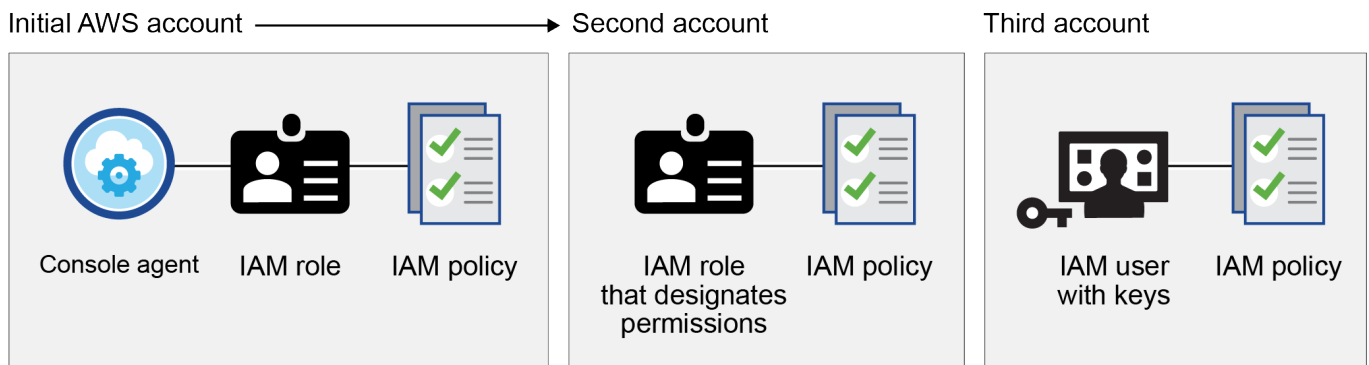 Initial AWS account
Second account
Third account
Console agent
IAM role
IAM policy
IAM role
that designates
permissions
IAM policy
IAM user
with keys
IAM policy